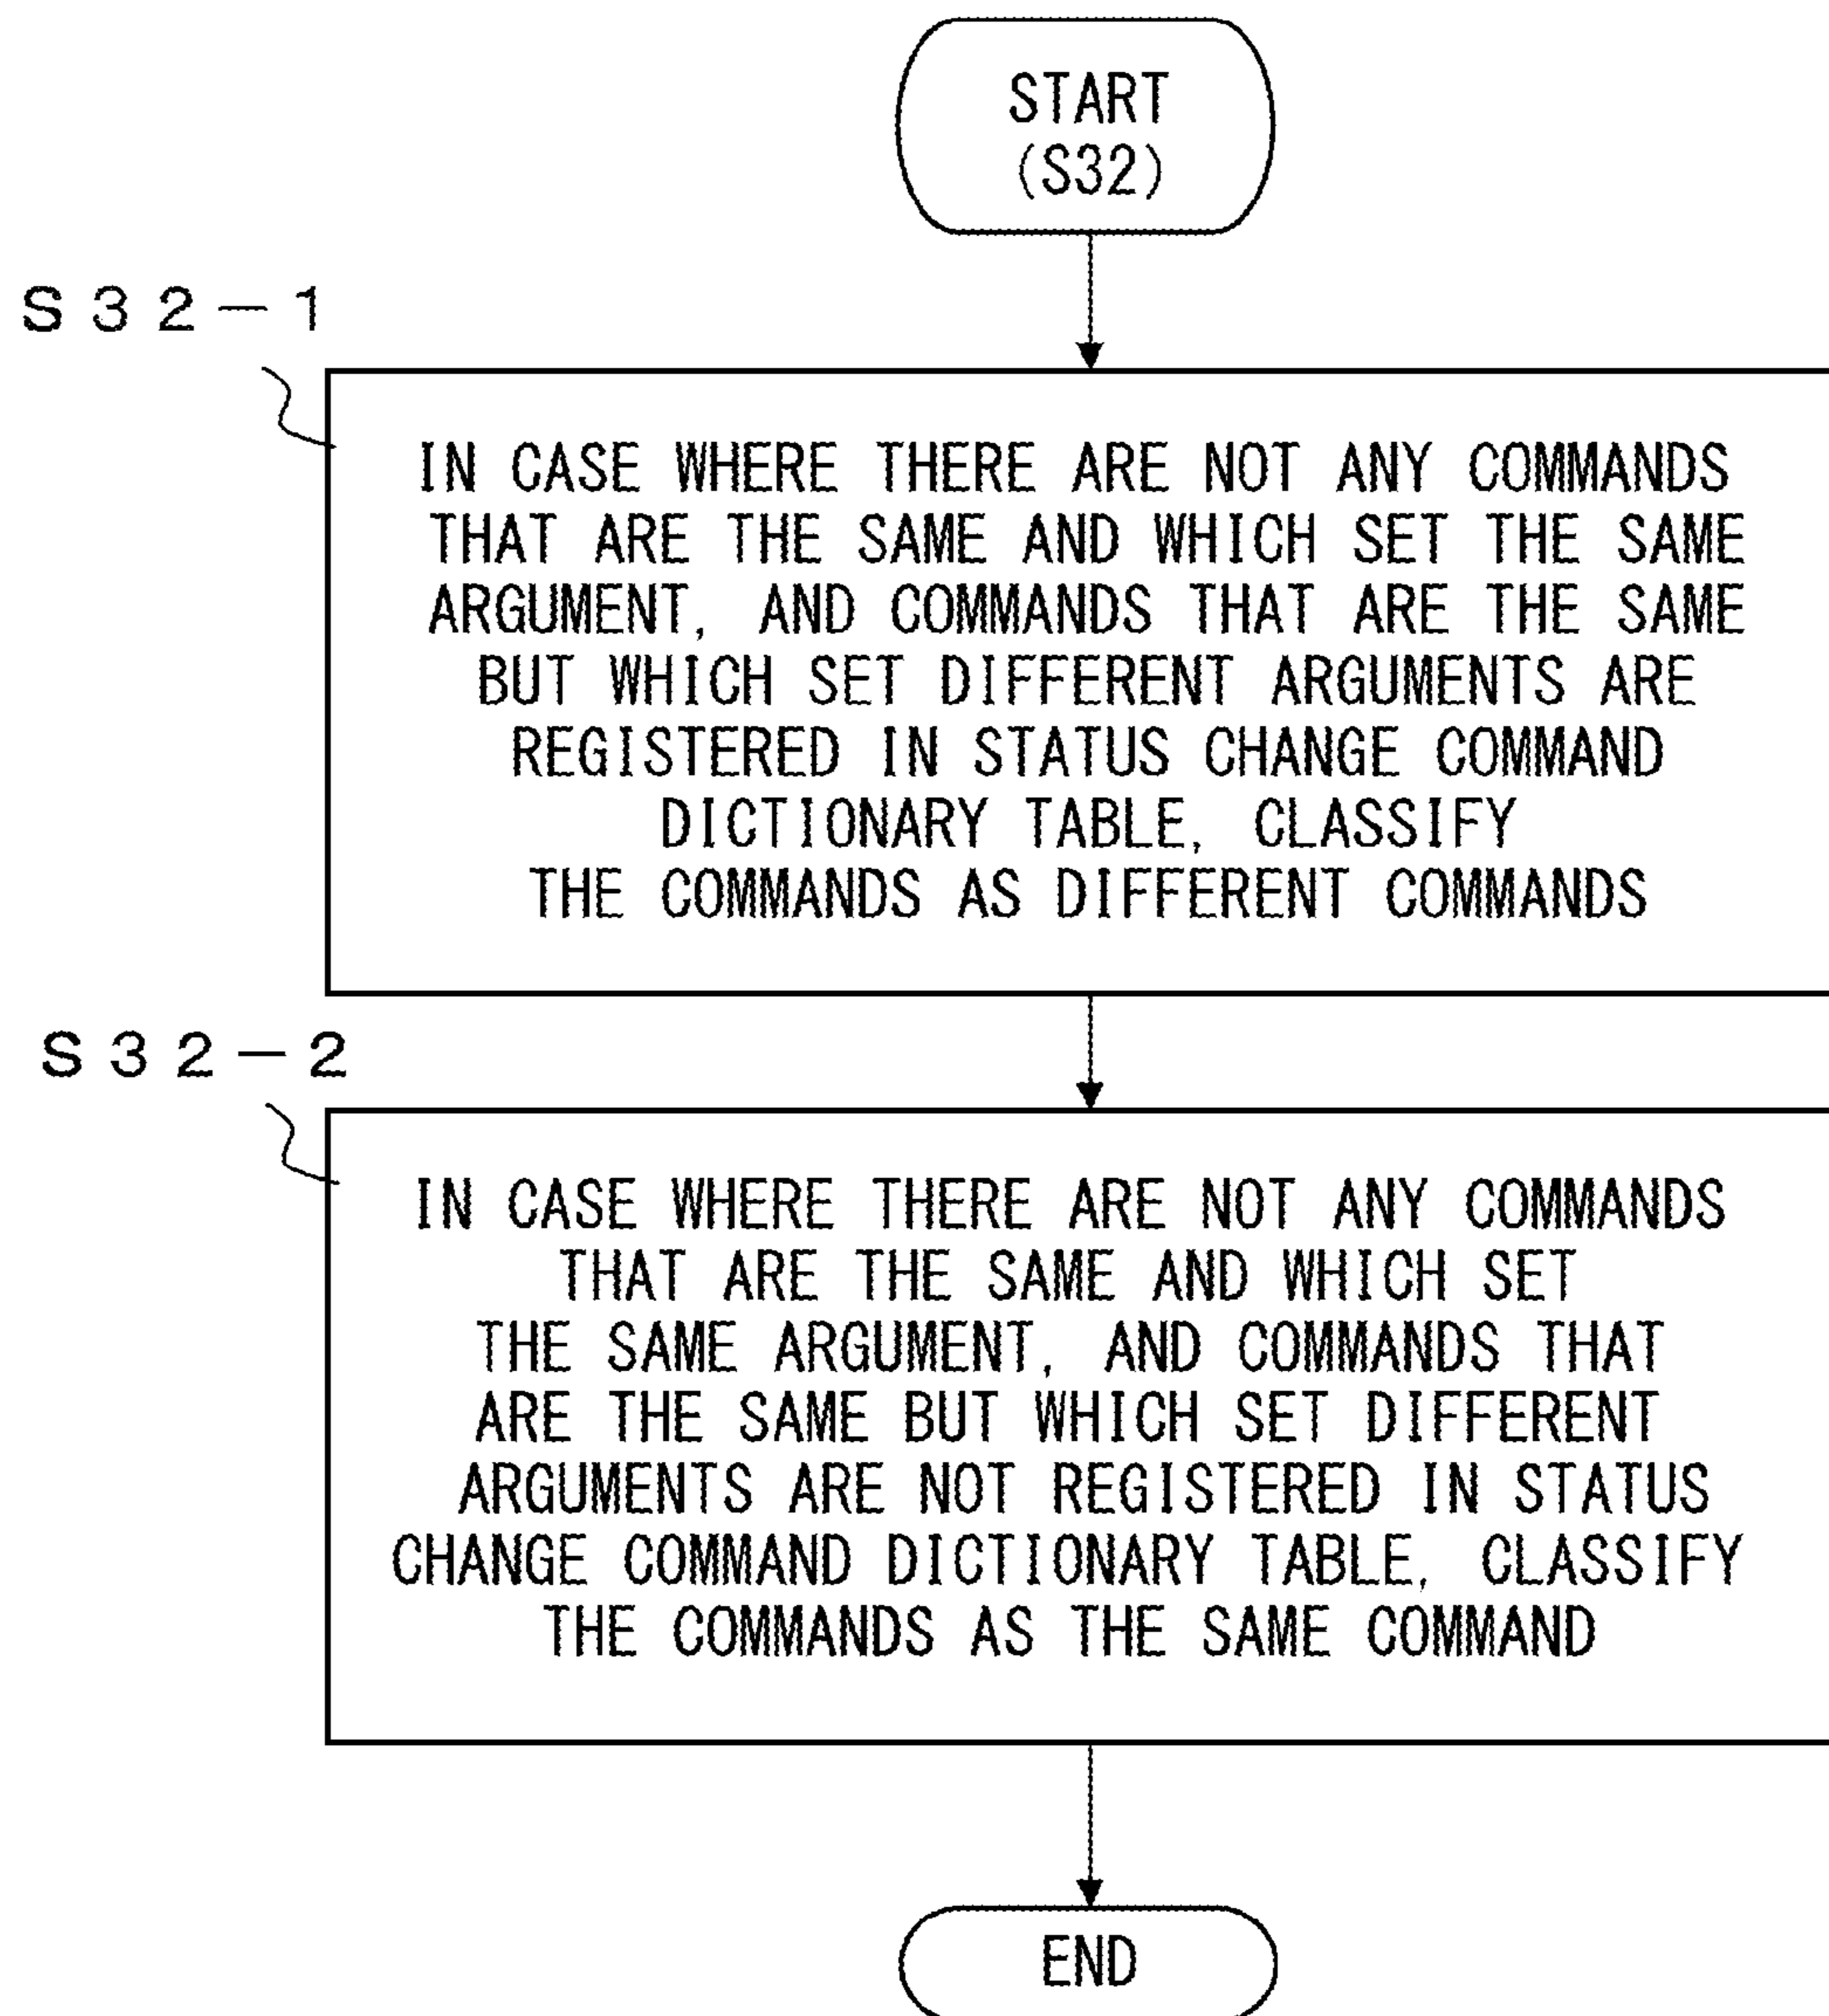 START
(S32)
S32-1
IN CASE WHERE THERE ARE NOT ANY COMMANDS
THAT ARE THE SAME AND WHICH SET THE SAME
ARGUMENT, AND COMMANDS THAT ARE THE SAME
BUT WHICH SET DIFFERENT ARGUMENTS ARE
REGISTERED IN STATUS CHANGE COMMAND
DICTIONARY TABLE, CLASSIFY
THE COMMANDS AS DIFFERENT COMMANDS
S32-2
IN CASE WHERE THERE ARE NOT ANY COMMANDS
THAT ARE THE SAME AND WHICH SET
THE SAME ARGUMENT, AND COMMANDS THAT
ARE THE SAME BUT WHICH SET DIFFERENT
ARGUMENTS ARE NOT REGISTERED IN STATUS
CHANGE COMMAND DICTIONARY TABLE, CLASSIFY
THE COMMANDS AS THE SAME COMMAND
END